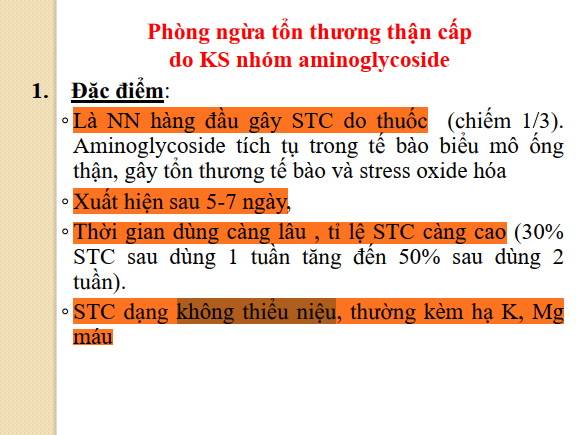 Phòng ngừa tổn thương thận cấp
do KS nhóm aminoglycoside
1. Đặc điểm:
◦Là NN hàng đầu gây STC do thuốc (chiếm 1/3).
Aminoglycoside tích tụ trong tế bào biểu mô ống
thận, gây tổn thương tế bào và stress oxide hóa
◦Xuất hiện sau 5-7 ngày,
◦Thời gian dùng càng lâu , tỉ lệ STC càng cao (30%
STC sau dùng 1 tuần tăng đến 50% sau dùng 2
tuần).
◦STC dạng không thiểu niệu, thường kèm hạ K, Mg
máu